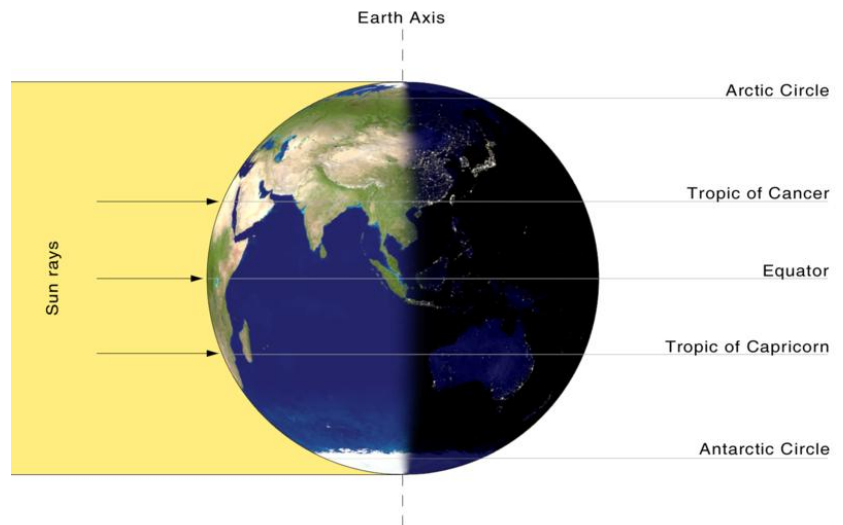 Earth Axis
Arctic Circle
Tropic of Cancer
Sun rays
Equator
Tropic of Capricorn
Antarctic Circle